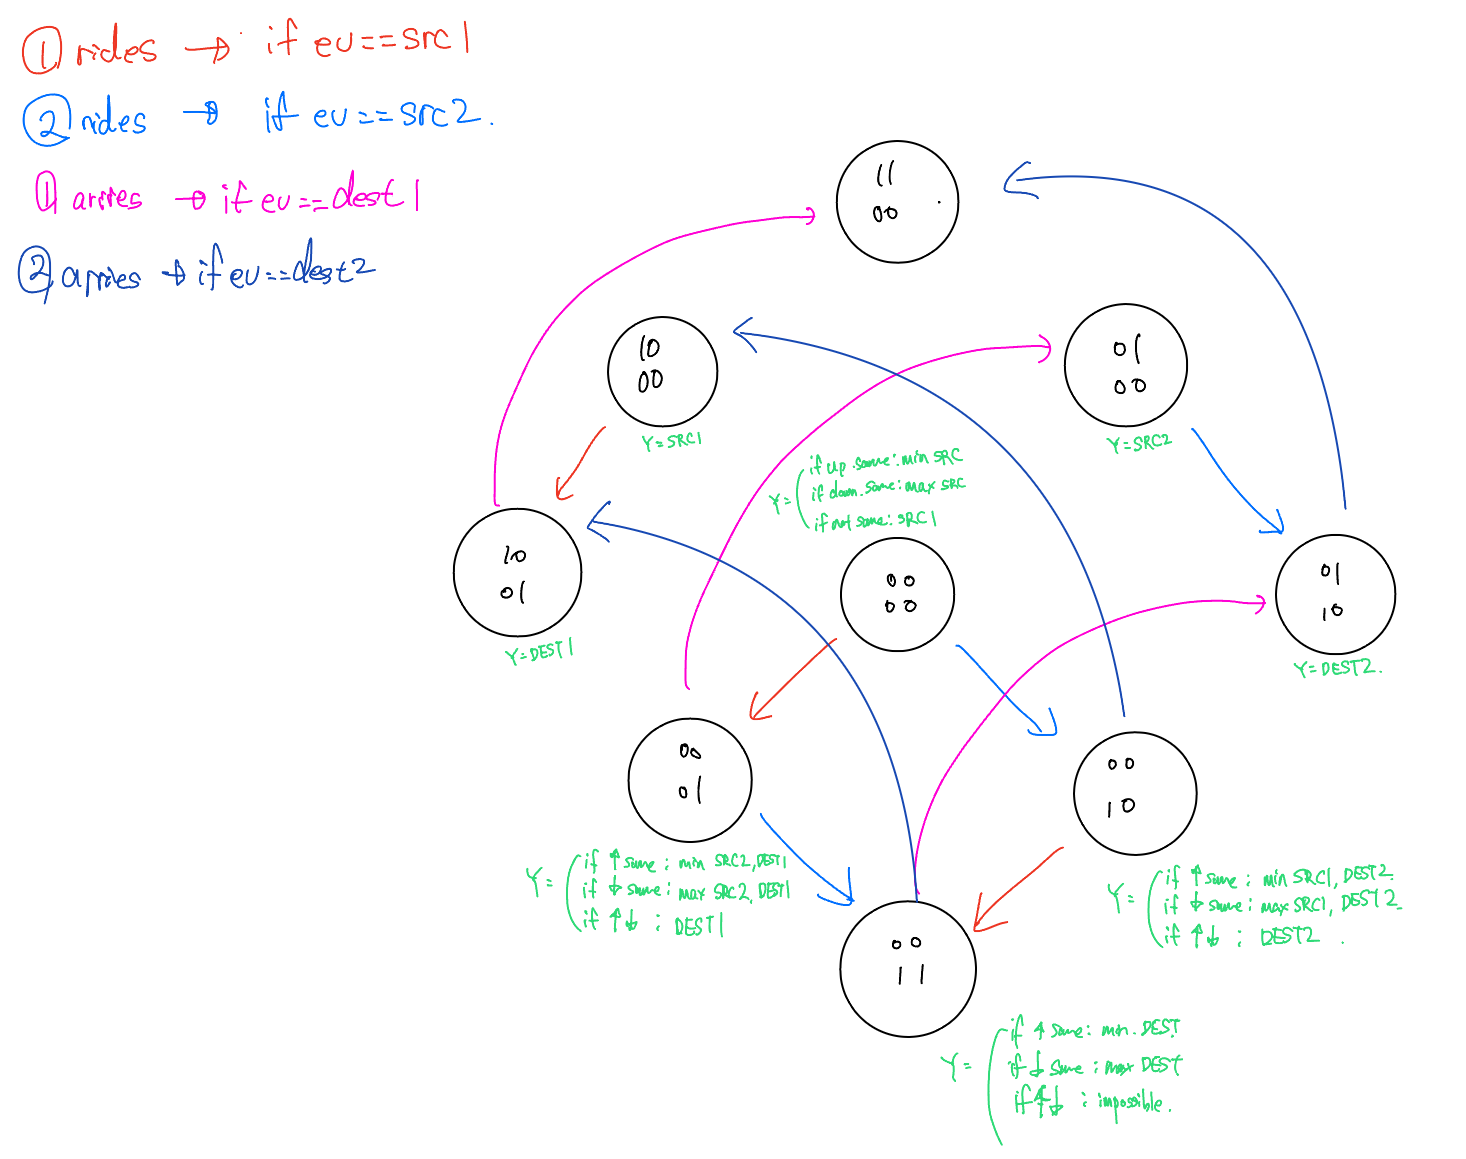 ① rides → if ev==src1
② rides → if ev==src2.
① arries → if ev==dest1
② arries → if ev==dest2
11
00
10
00
Y=SRC1
01
00
Y=SRC2
Y=
if up same: min SRC
if down same: max SRC
if not same: SRC1
10
01
Y=DEST1
00
00
01
10
Y=DEST2.
00
01
Y=
if ↑ same: min SRC2, DEST1
if ↓ same: max SRC2, DEST1
if ↑↓ : DEST1
00
10
Y=
if ↑ same: min SRC1, DEST2
if ↓ same: max SRC1, DEST2
if ↑↓ : DEST2.
00
11
Y=
if ↑ same: min. DEST
if ↓ same: max DEST
if ↑↓ : impossible.